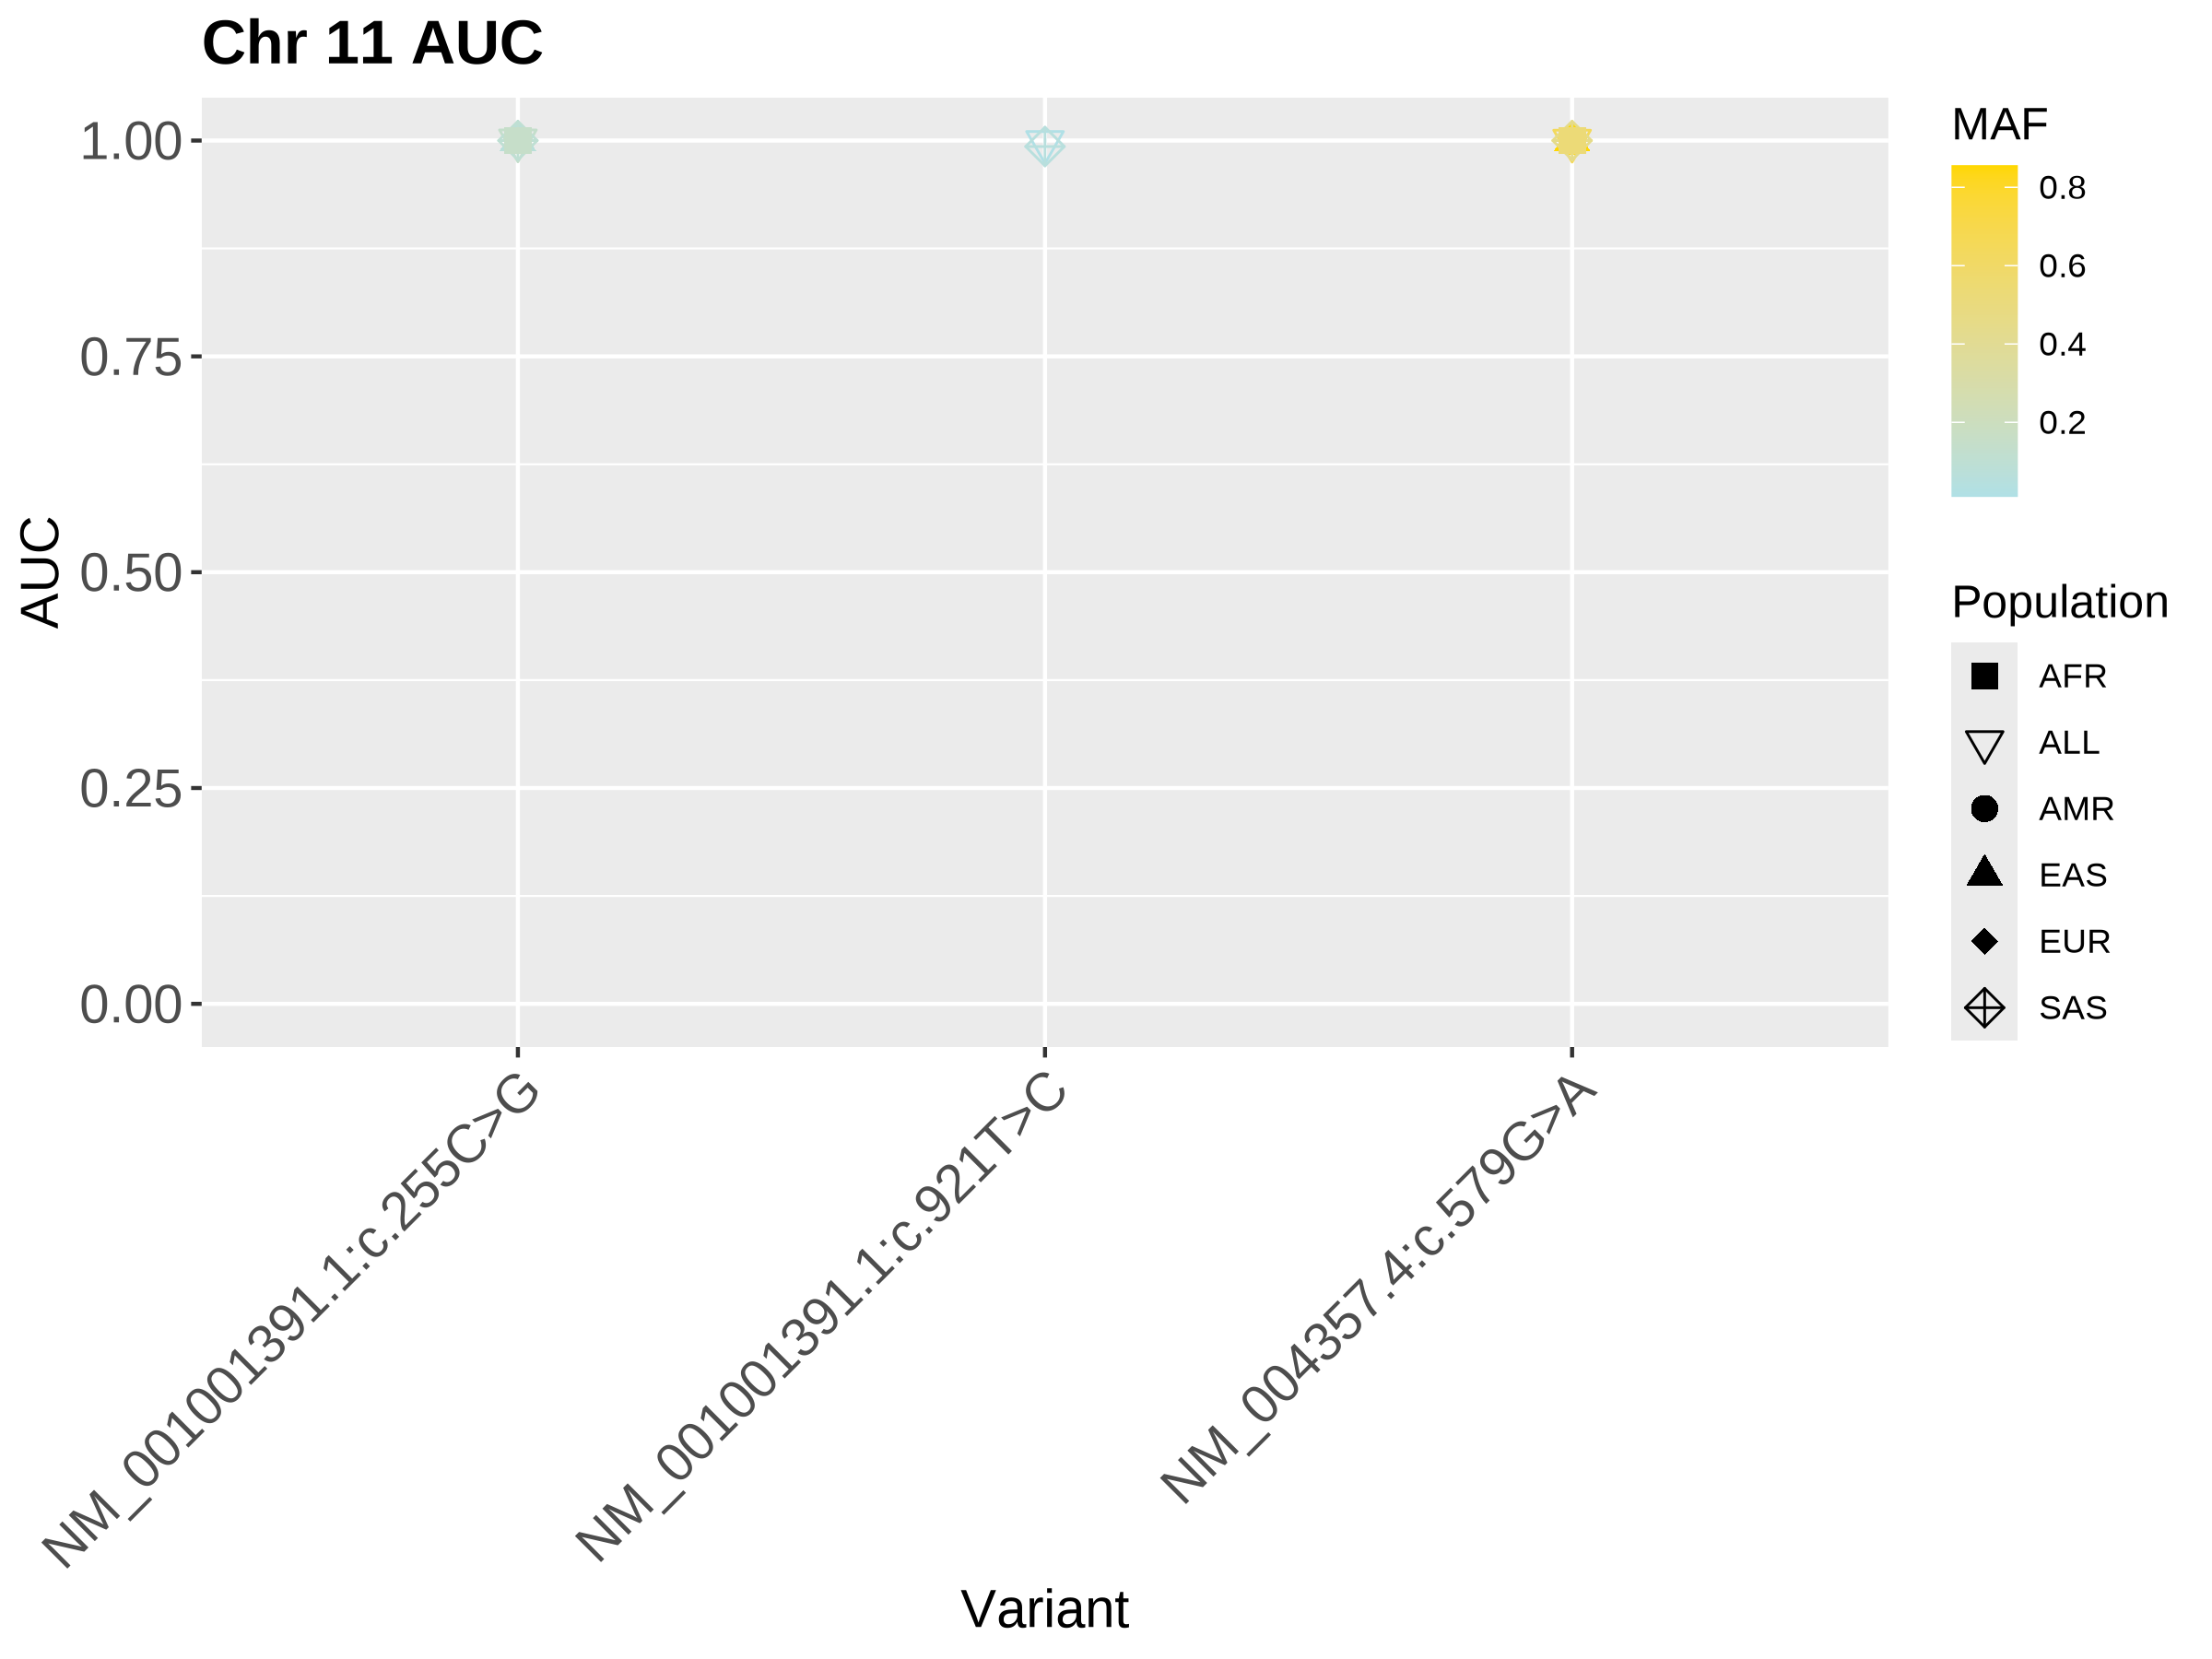 Chr 11 AUC
AUC
1.00
0.75
0.50
0.25
0.00
NM_001001391.1:c.255C>G
NM_001001391.1:c.921T>C
NM_004357.4:c.579G>A
Variant
MAF
0.8
0.6
0.4
0.2
Population
AFR
ALL
AMR
EAS
EUR
SAS